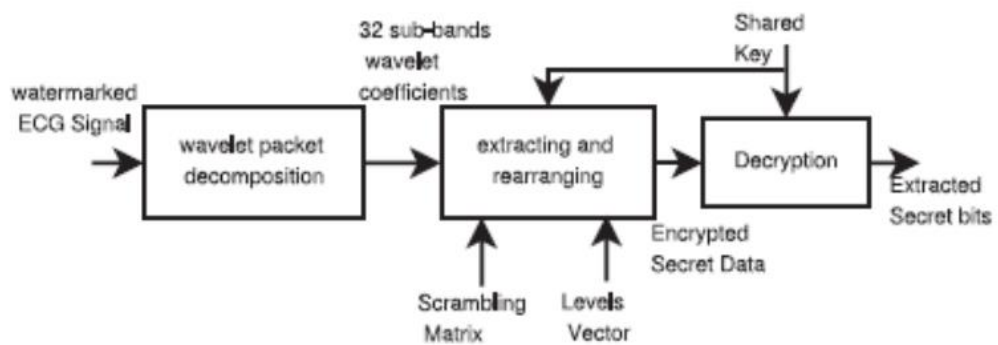 32 sub-bands
wavelet
coefficients
Shared
Key
watermarked
ECG Signal
wavelet packet
decomposition
extracting and
rearranging
Decryption
Extracted
Secret bits
Encrypted
Secret Data
Scrambling
Matrix
Levels
Vector